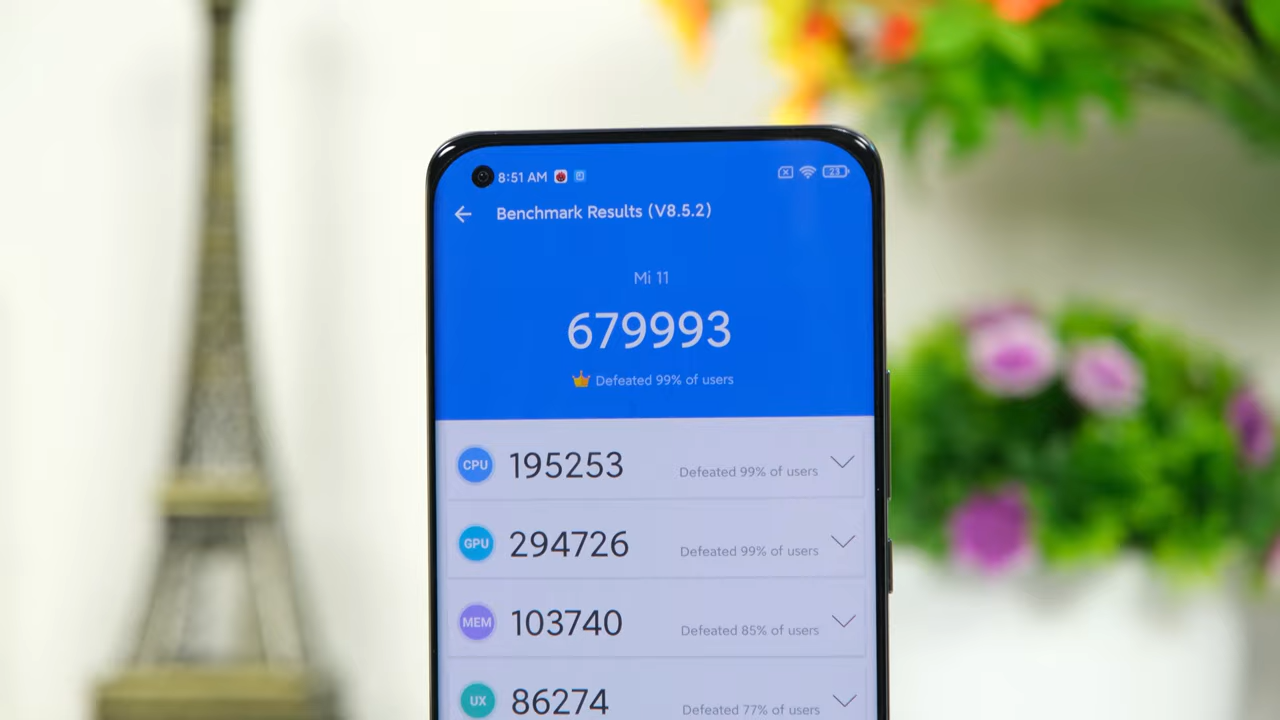 8:51 AM 23
Benchmark Results (V8.5.2)
Mi 11
679993
Defeated 99% of users
CPU 195253 Defeated 99% of users
GPU 294726 Defeated 99% of users
MEM 103740 Defeated 85% of users
UX 86274 Defeated 77% of users